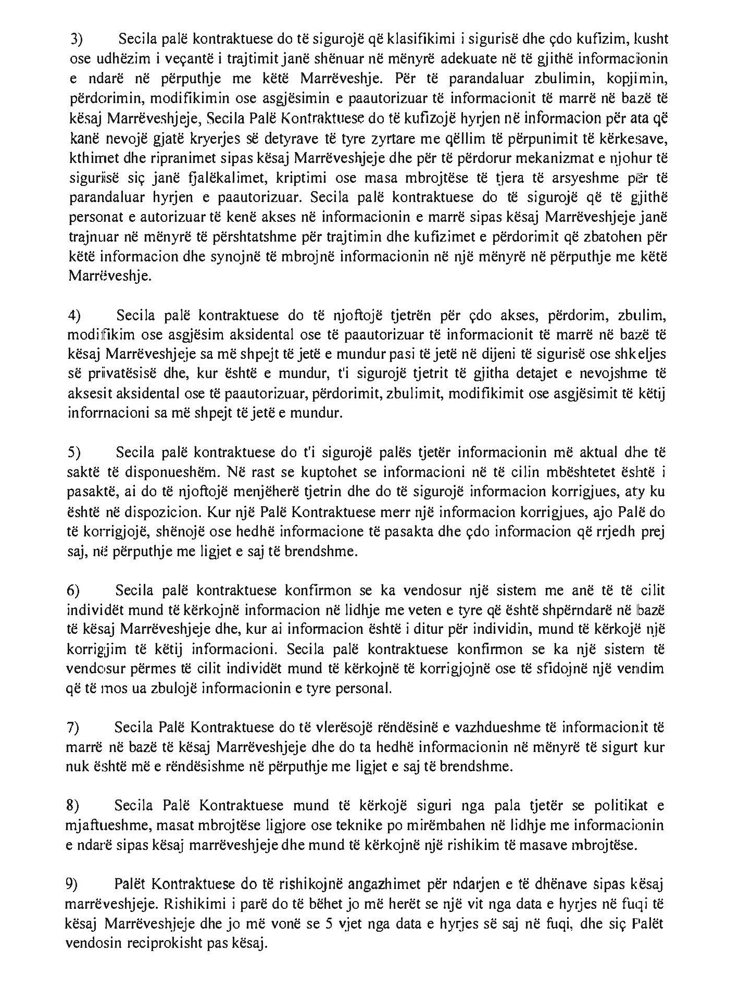 3) Secila palë kontraktuese do të sigurojë që klasifikimi i sigurisë dhe çdo kufizim, kusht
ose udhëzim i veçantë i trajtimit janë shënuar në mënyrë adekuate në të gjithë informacionin
e ndarë në përputhje me këtë Marrëveshje. Për të parandaluar zbulimin, kopjimin,
përdorimin, modifikimin ose asgjësimin e paautorizuar të informacionit të marrë në bazë të
kësaj Marrëveshjeje, Secila Palë Kontraktuese do të kufizojë hyrjen në informacion për ata që
kanë nevojë gjatë kryerjes së detyrave të tyre zyrtare me qëllim të përpunimit të kërkesave,
kthimet dhe ripranimet sipas kësaj Marrëveshjeje dhe për të përdorur mekanizmat e njohur të
sigurisë siç janë fjalëkalimet, kriptimi ose masa mbrojtëse të tjera të arsyeshme për të
parandaluar hyrjen e paautorizuar. Secila palë kontraktuese do të sigurojë që të gjithë
personat e autorizuar të kenë akses në informacionin e marrë sipas kësaj Marrëveshjeje janë
trajnuar në mënyrë të përshtatshme për trajtimin dhe kufizimet e përdorimit që zbatohen për
këtë informacion dhe synojnë të mbrojnë informacionin në një mënyrë në përputhje me këtë
Marrëveshje.
4) Secila palë kontraktuese do të njoftojë tjetrën për çdo akses, përdorim, zbulim,
modifikim ose asgjësim aksidental ose të paautorizuar të informacionit të marrë në bazë të
kësaj Marrëveshjeje sa më shpejt të jetë e mundur pasi të jetë në dijeni të sigurisë ose shkeljes
së privatësisë dhe, kur është e mundur, t'i sigurojë tjetrit të gjitha detajet e nevojshme të
aksesit aksidental ose të paautorizuar, përdorimit, zbulimit, modifikimit ose asgjësimit të këtij
informacioni sa më shpejt të jetë e mundur.
5) Secila palë kontraktuese do t'i sigurojë palës tjetër informacionin më aktual dhe të
saktë të disponueshëm. Në rast se kuptohet se informacioni në të cilin mbështetet është i
pasaktë, ai do të njoftojë menjëherë tjetrin dhe do të sigurojë informacion korrigjues, aty ku
është në dispozicion. Kur një Palë Kontraktuese merr një informacion korrigjues, ajo Palë do
të korrigjojë, shënojë ose hedhë informacione të pasakta dhe çdo informacion që rrjedh prej
saj, në përputhje me ligjet e saj të brendshme.
6) Secila palë kontraktuese konfirmon se ka vendosur një sistem me anë të të cilit
individët mund të kërkojnë informacion në lidhje me veten e tyre që është shpërndarë në bazë
të kësaj Marrëveshjeje dhe, kur ai informacion është i ditur për individin, mund të kërkojë një
korrigjim të këtij informacioni. Secila palë kontraktuese konfirmon se ka një sistem të
vendosur përmes të cilit individët mund të kërkojnë të korrigjojnë ose të sfidojnë një vendim
që të mos ua zbulojë informacionin e tyre personal.
7) Secila Palë Kontraktuese do të vlerësojë rëndësinë e vazhdueshme të informacionit të
marrë në bazë të kësaj Marrëveshjeje dhe do ta hedhë informacionin në mënyrë të sigurt kur
nuk është më e rëndësishme në përputhje me ligjet e saj të brendshme.
8) Secila Palë Kontraktuese mund të kërkojë siguri nga pala tjetër se politikat e
mjaftueshme, masat mbrojtëse ligjore ose teknike po mirëmbahen në lidhje me informacionin
e ndarë sipas kësaj marrëveshjeje dhe mund të kërkojnë një rishikim të masave mbrojtëse.
9) Palët Kontraktuese do të rishikojnë angazhimet për ndarjen e të dhënave sipas kësaj
marrëveshjeje. Rishikimi i parë do të bëhet jo më herët se një vit nga data e hyrjes në fuqi të
kësaj Marrëveshjeje dhe jo më vonë se 5 vjet nga data e hyrjes së saj në fuqi, dhe siç Palët
vendosin reciprokisht pas kësaj.